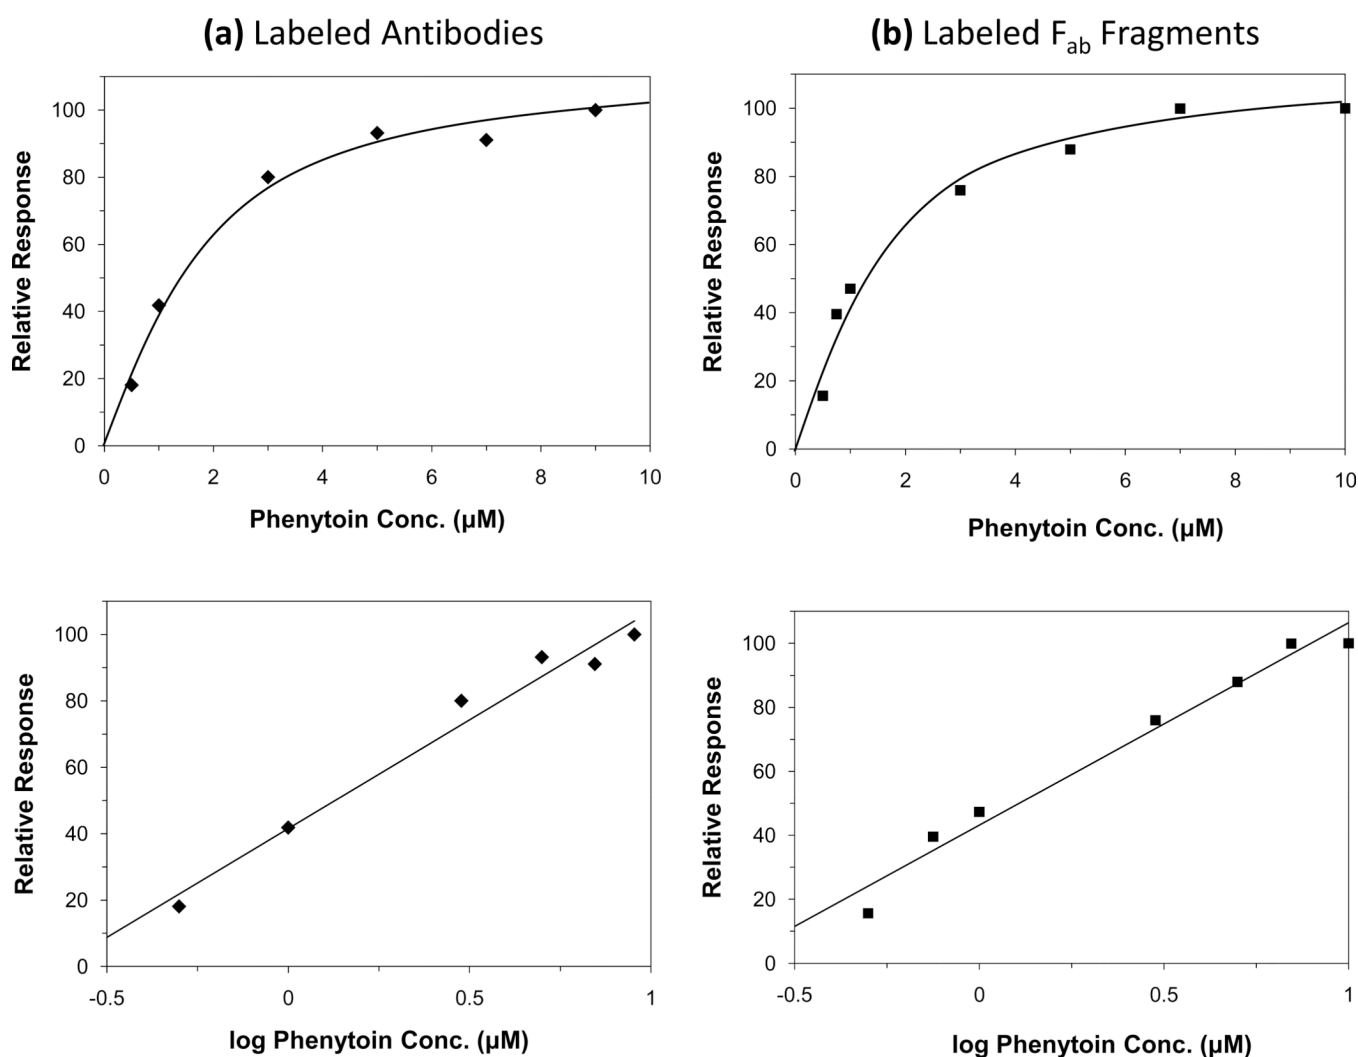 (a) Labeled Antibodies
100
80
60
40
20
0
Relative Response
0 2 4 6 8 10
Phenytoin Conc. (µM)
(b) Labeled Fab Fragments
100
80
60
40
20
0
Relative Response
0 2 4 6 8 10
Phenytoin Conc. (µM)
100
80
60
40
20
0
Relative Response
-0.5 0 0.5 1
log Phenytoin Conc. (µM)
100
80
60
40
20
0
Relative Response
-0.5 0 0.5 1
log Phenytoin Conc. (µM)